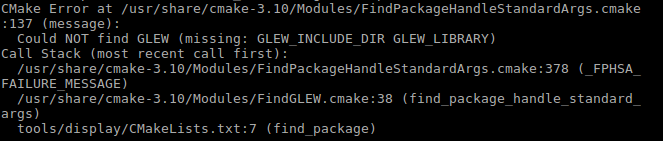 CMake Error at /usr/share/cmake-3.10/Modules/FindPackageHandleStandardArgs.cmake
:137 (message):
  Could NOT find GLEW (missing: GLEW_INCLUDE_DIR GLEW_LIBRARY)
Call Stack (most recent call first):
  /usr/share/cmake-3.10/Modules/FindPackageHandleStandardArgs.cmake:378 (_FPHSA_
FAILURE_MESSAGE)
  /usr/share/cmake-3.10/Modules/FindGLEW.cmake:38 (find_package_handle_standard_
args)
  tools/display/CMakeLists.txt:7 (find_package)